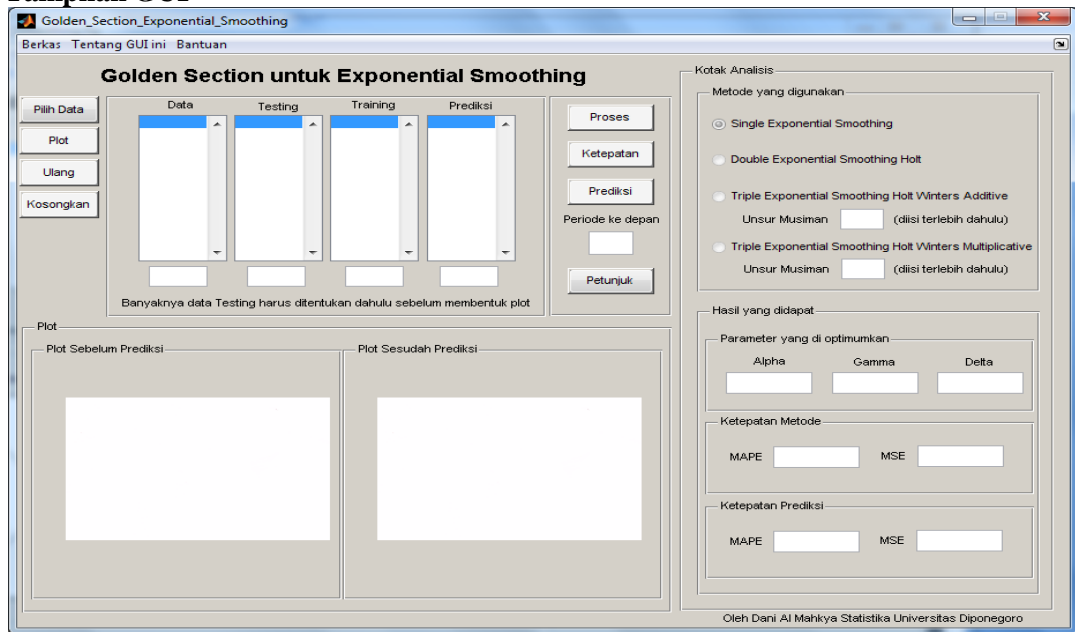 Tampilan GUI
Golden_Section_Exponential_Smoothing
Berkas Tentang GUI ini Bantuan
Golden Section untuk Exponential Smoothing
Pilih Data
Plot
Ulang
Kosongkan
Data Testing Training Prediksi
Banyaknya data Testing harus ditentukan dahulu sebelum membentuk plot
Proses
Ketepatan
Prediksi
Periode ke depan
Petunjuk
Plot
Plot Sebelum Prediksi
Plot Sesudah Prediksi
Kotak Analisis
Metode yang digunakan
Single Exponential Smoothing
Double Exponential Smoothing Holt
Triple Exponential Smoothing Holt Winters Additive
Unsur Musiman (diisi terlebih dahulu)
Triple Exponential Smoothing Holt Winters Multiplicative
Unsur Musiman (diisi terlebih dahulu)
Hasil yang didapat
Parameter yang di optimumkan
Alpha Gamma Delta
Ketepatan Metode
MAPE MSE
Ketepatan Prediksi
MAPE MSE
Oleh Dani Al Mahkya Statistika Universitas Diponegoro